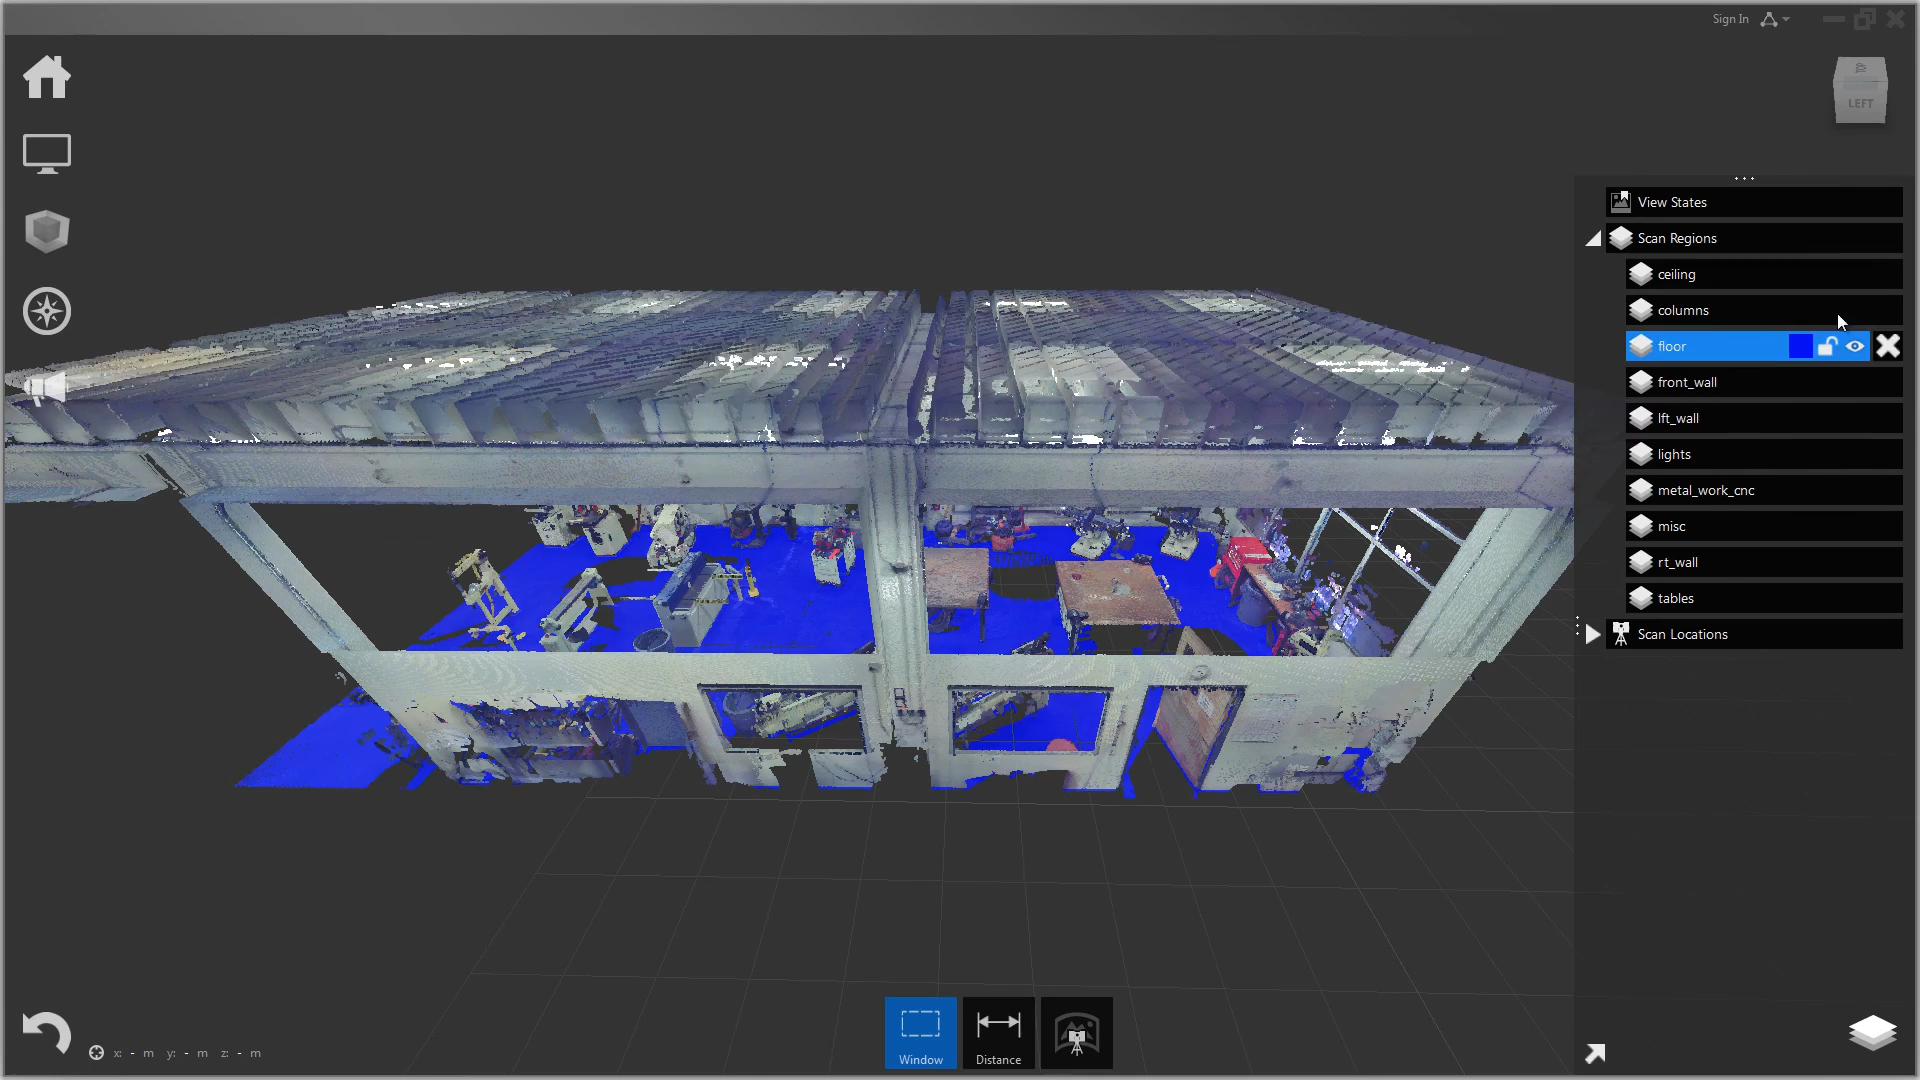 Sign In
LEFT
View States
Scan Regions
ceiling
columns
floor
front_wall
lft_wall
lights
metal_work_cnc
misc
rt_wall
tables
Scan Locations
Window
Distance
x: - m y: - m z: - m